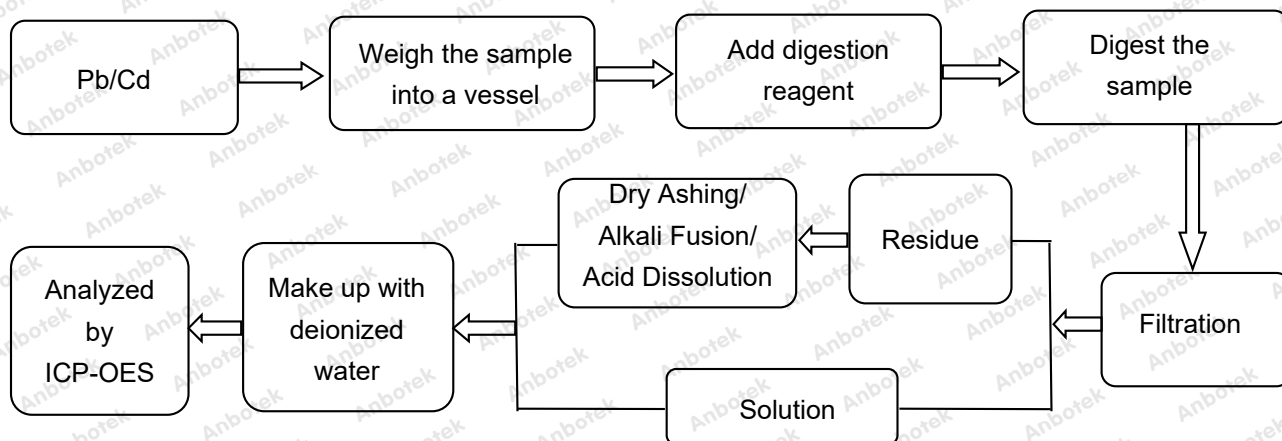 Pb/Cd
Weigh the sample
into a vessel
Add digestion
reagent
Digest the
sample
Filtration
Residue
Dry Ashing/
Alkali Fusion/
Acid Dissolution
Solution
Make up with
deionized
water
Analyzed
by
ICP-OES
Anbotek